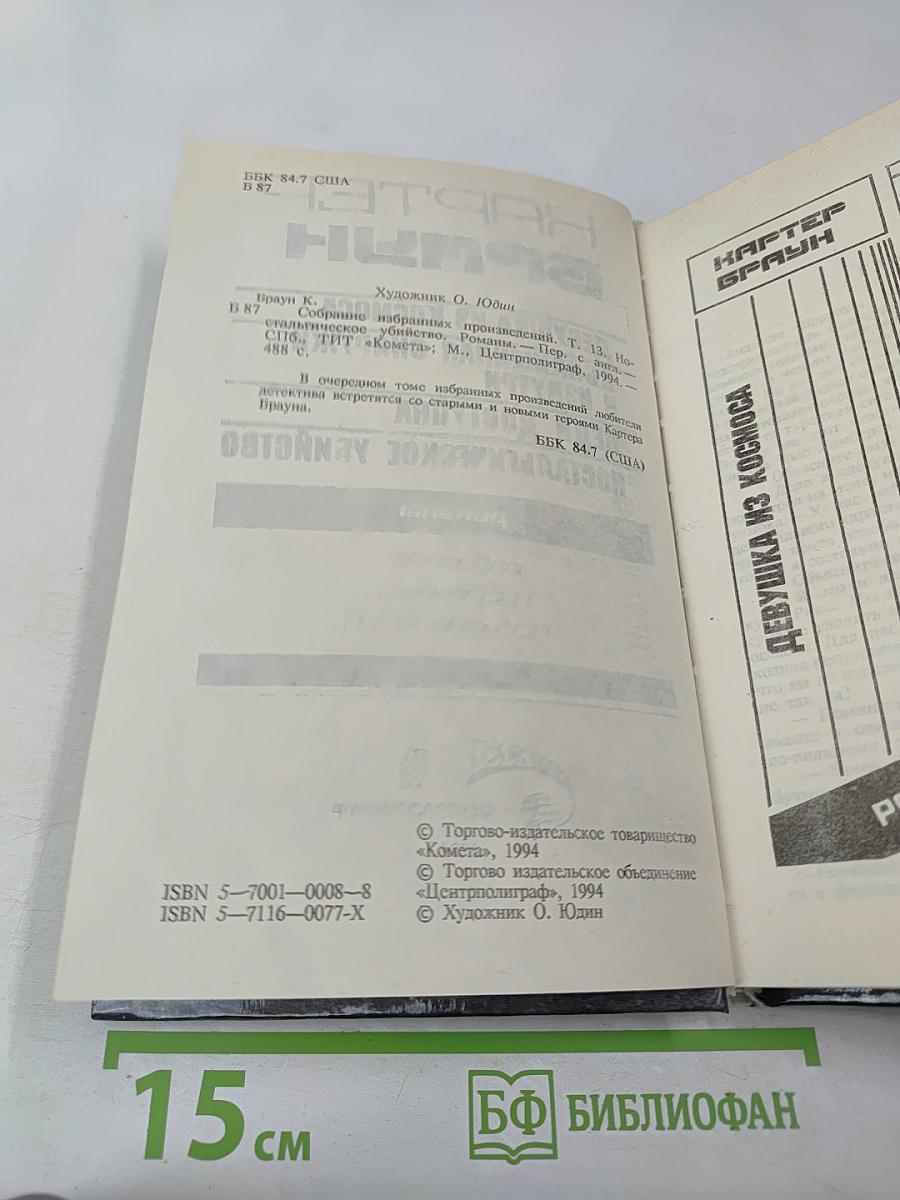 ББК 84.7 США
Б 87
Художник О. Юдин
Браун К.
Б 87 Собрание избранных произведений. Т. 13. Но-
стальгическое убийство. Романы. — Пер. с англ. —
СПб., ТИТ «Комета»; М., Центрполиграф, 1994. —
488 с.
В очередном томе избранных произведений любители
детектива встретятся со старыми и новыми героями Картера
Брауна.
ББК 84.7 (США)
© Торгово-издательское товарищество
«Комета», 1994
© Торгово издательское объединение
«Центрполиграф», 1994
© Художник О. Юдин
ISBN 5—7001—0008—8
ISBN 5—7116—0077-X
КАРТЕР
БРАУН
ДЕВУШКА ИЗ КОСМОСА
15 см
БФ БИБЛИОФАН